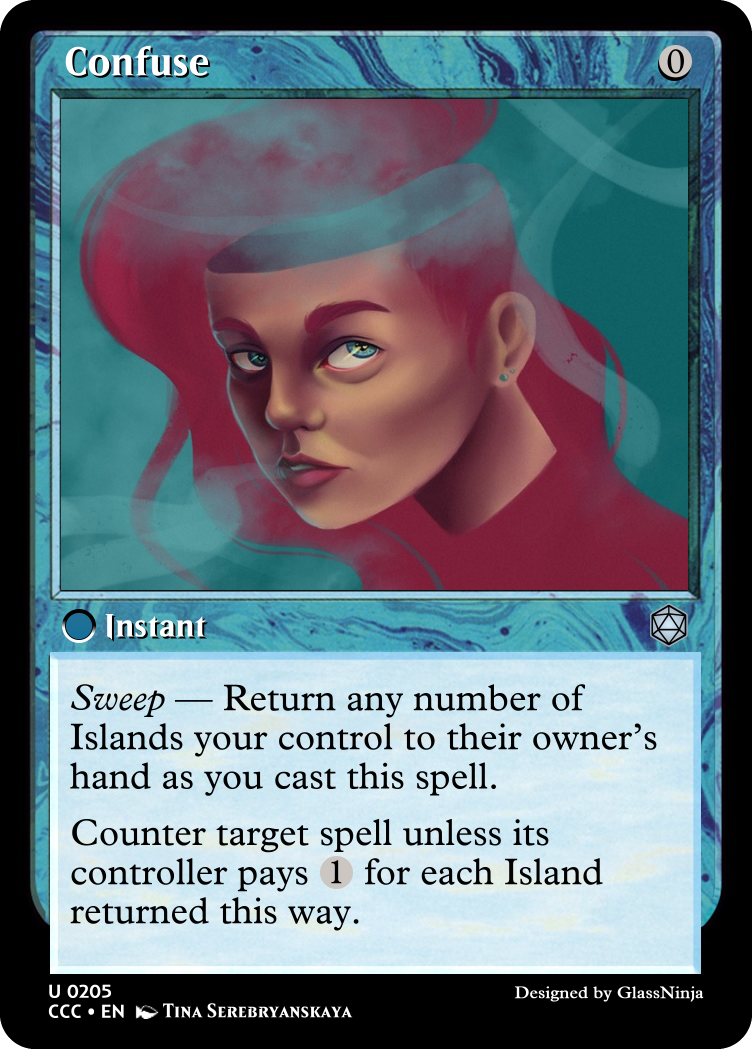 Confuse 0
Instant
Sweep — Return any number of
Islands your control to their owner's
hand as you cast this spell.
Counter target spell unless its
controller pays 1 for each Island
returned this way.
U 0205
CCC • EN Tina Serebryanskaya
Designed by GlassNinja